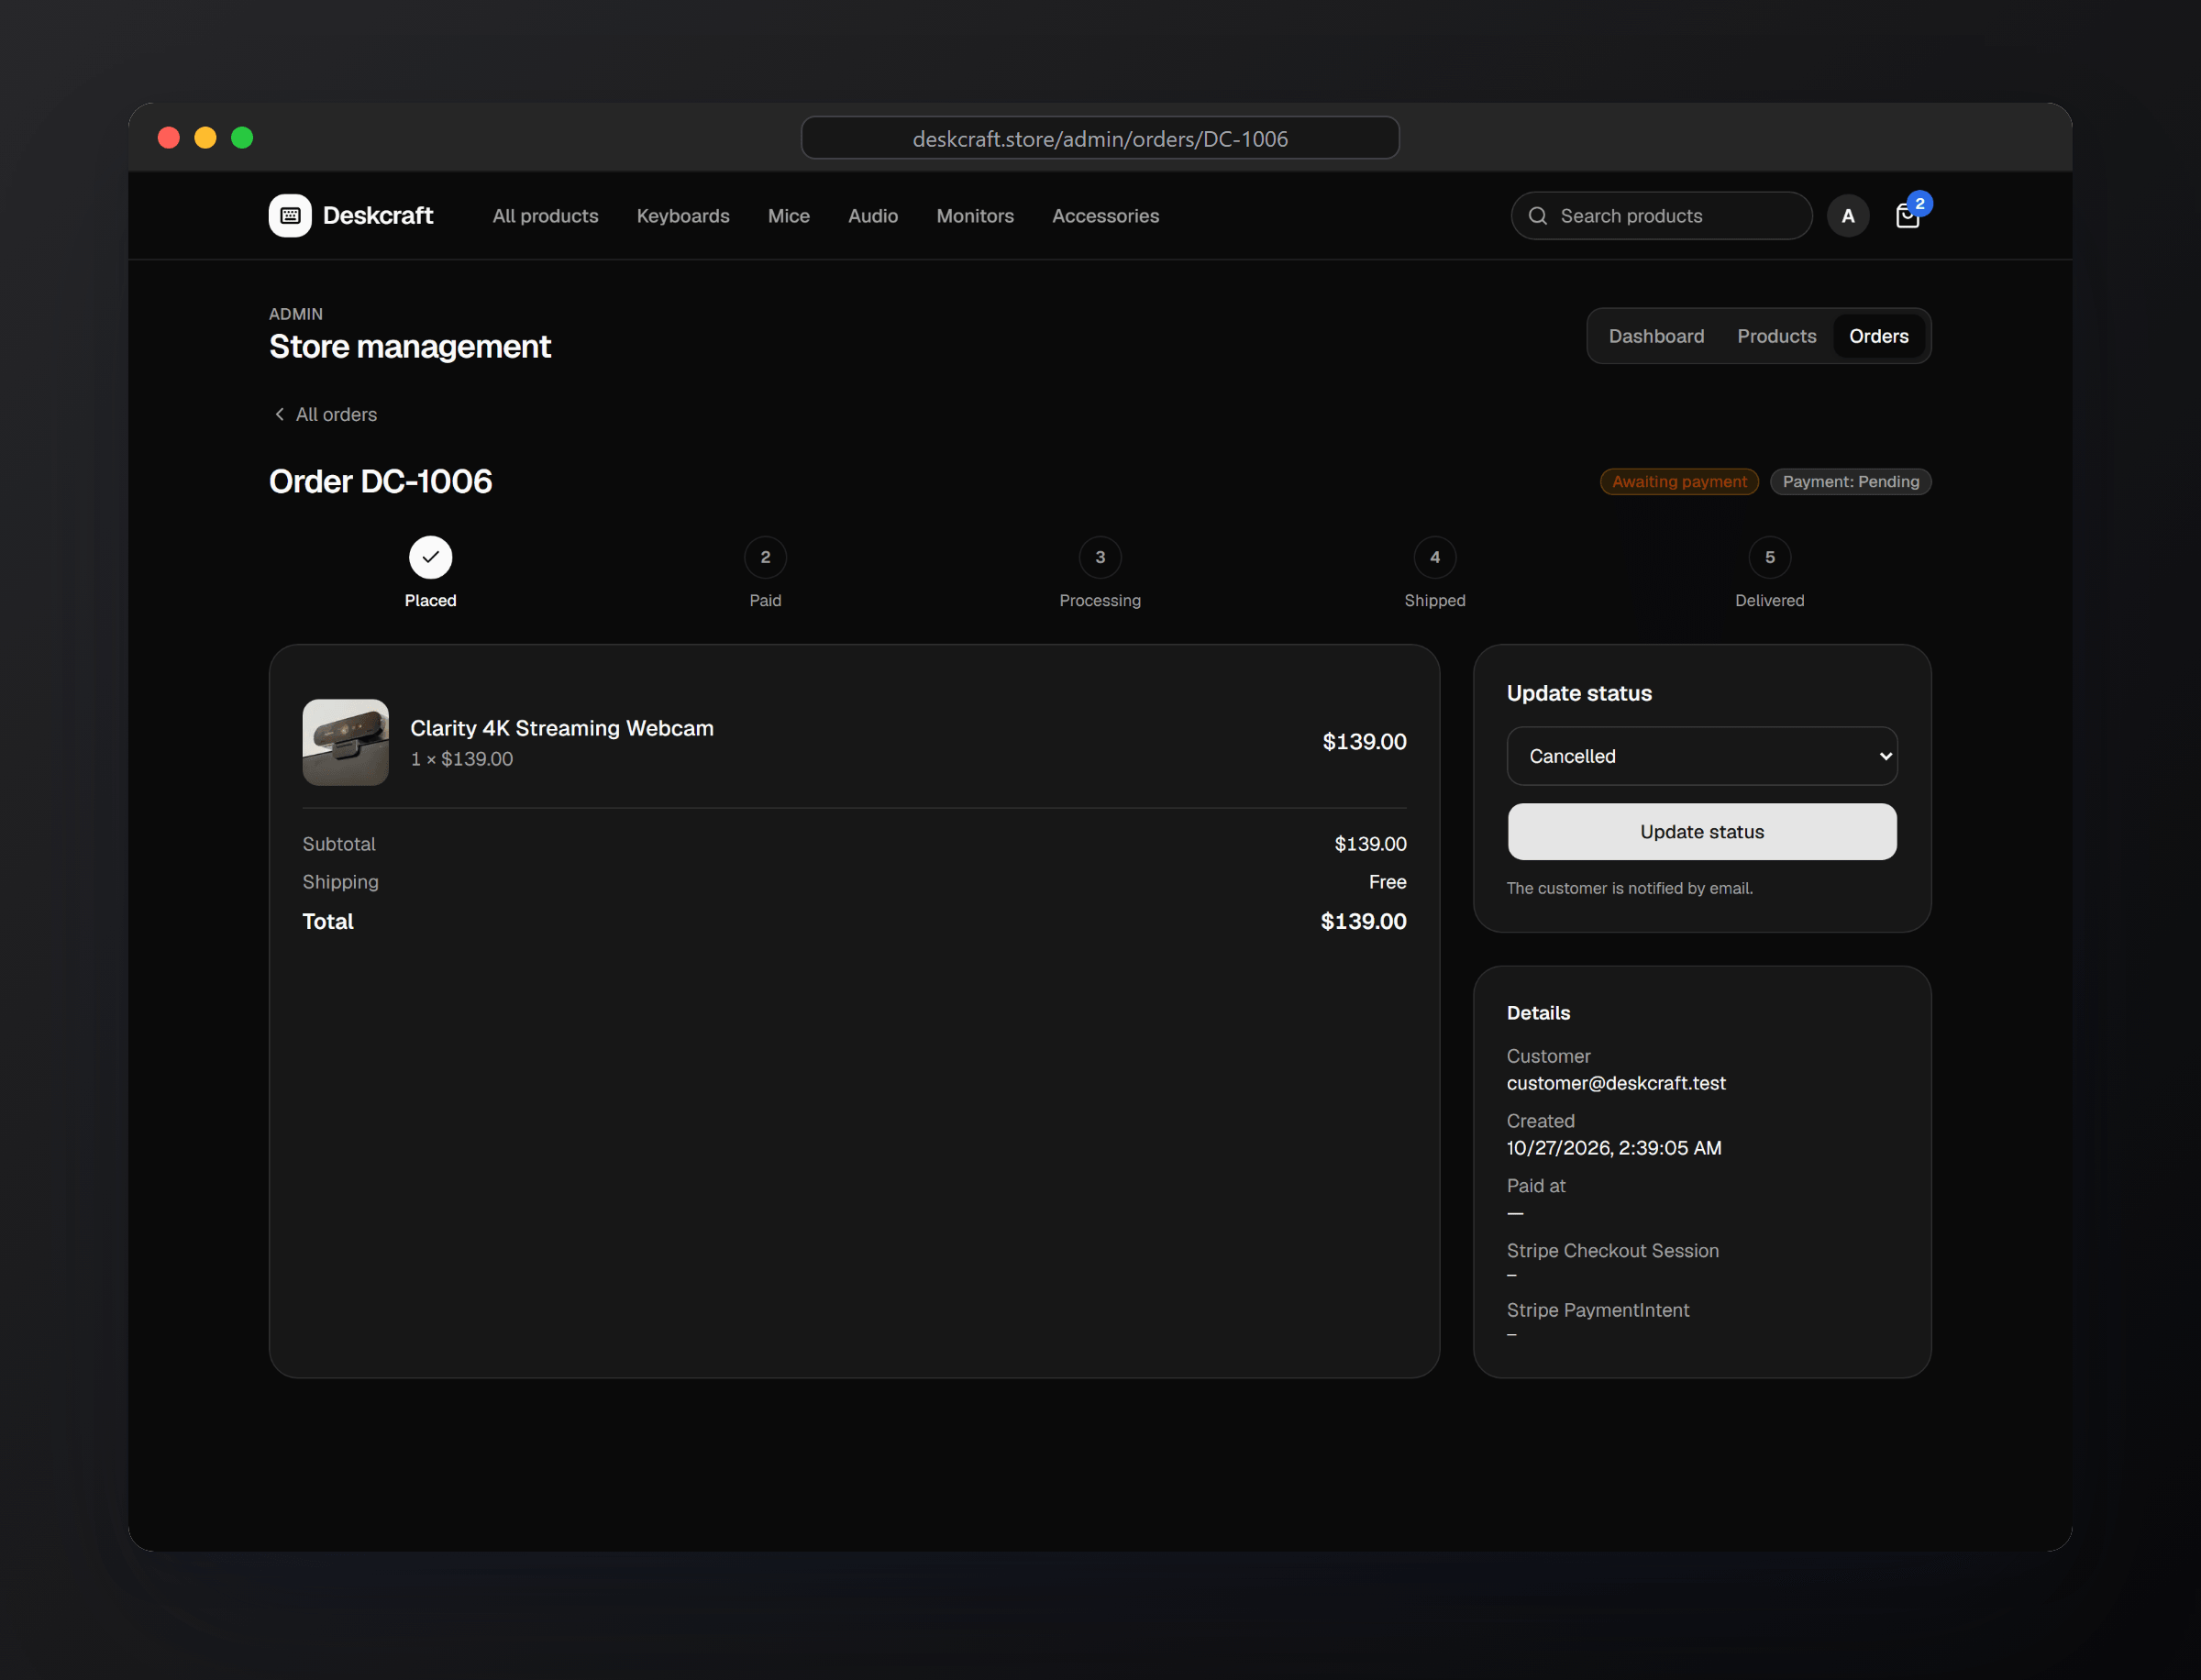 deskcraft.store/admin/orders/DC-1006
Deskcraft
All products
Keyboards
Mice
Audio
Monitors
Accessories
Search products
A
2
ADMIN
Store management
Dashboard
Products
Orders
All orders
Order DC-1006
Awaiting payment
Payment: Pending
2
3
4
5
Placed
Paid
Processing
Shipped
Delivered
Clarity 4K Streaming Webcam
1 × $139.00
$139.00
Subtotal
$139.00
Shipping
Free
Total
$139.00
Update status
Cancelled
Update status
The customer is notified by email.
Details
Customer
customer@deskcraft.test
Created
10/27/2026, 2:39:05 AM
Paid at
—
Stripe Checkout Session
–
Stripe PaymentIntent
–